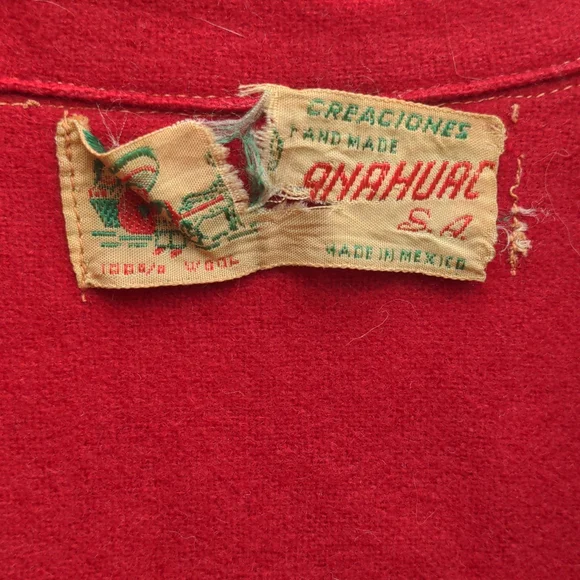 CREACIONES
HAND MADE
ANAHUAC
S.A.
MADE IN MEXICO
100% WOOL